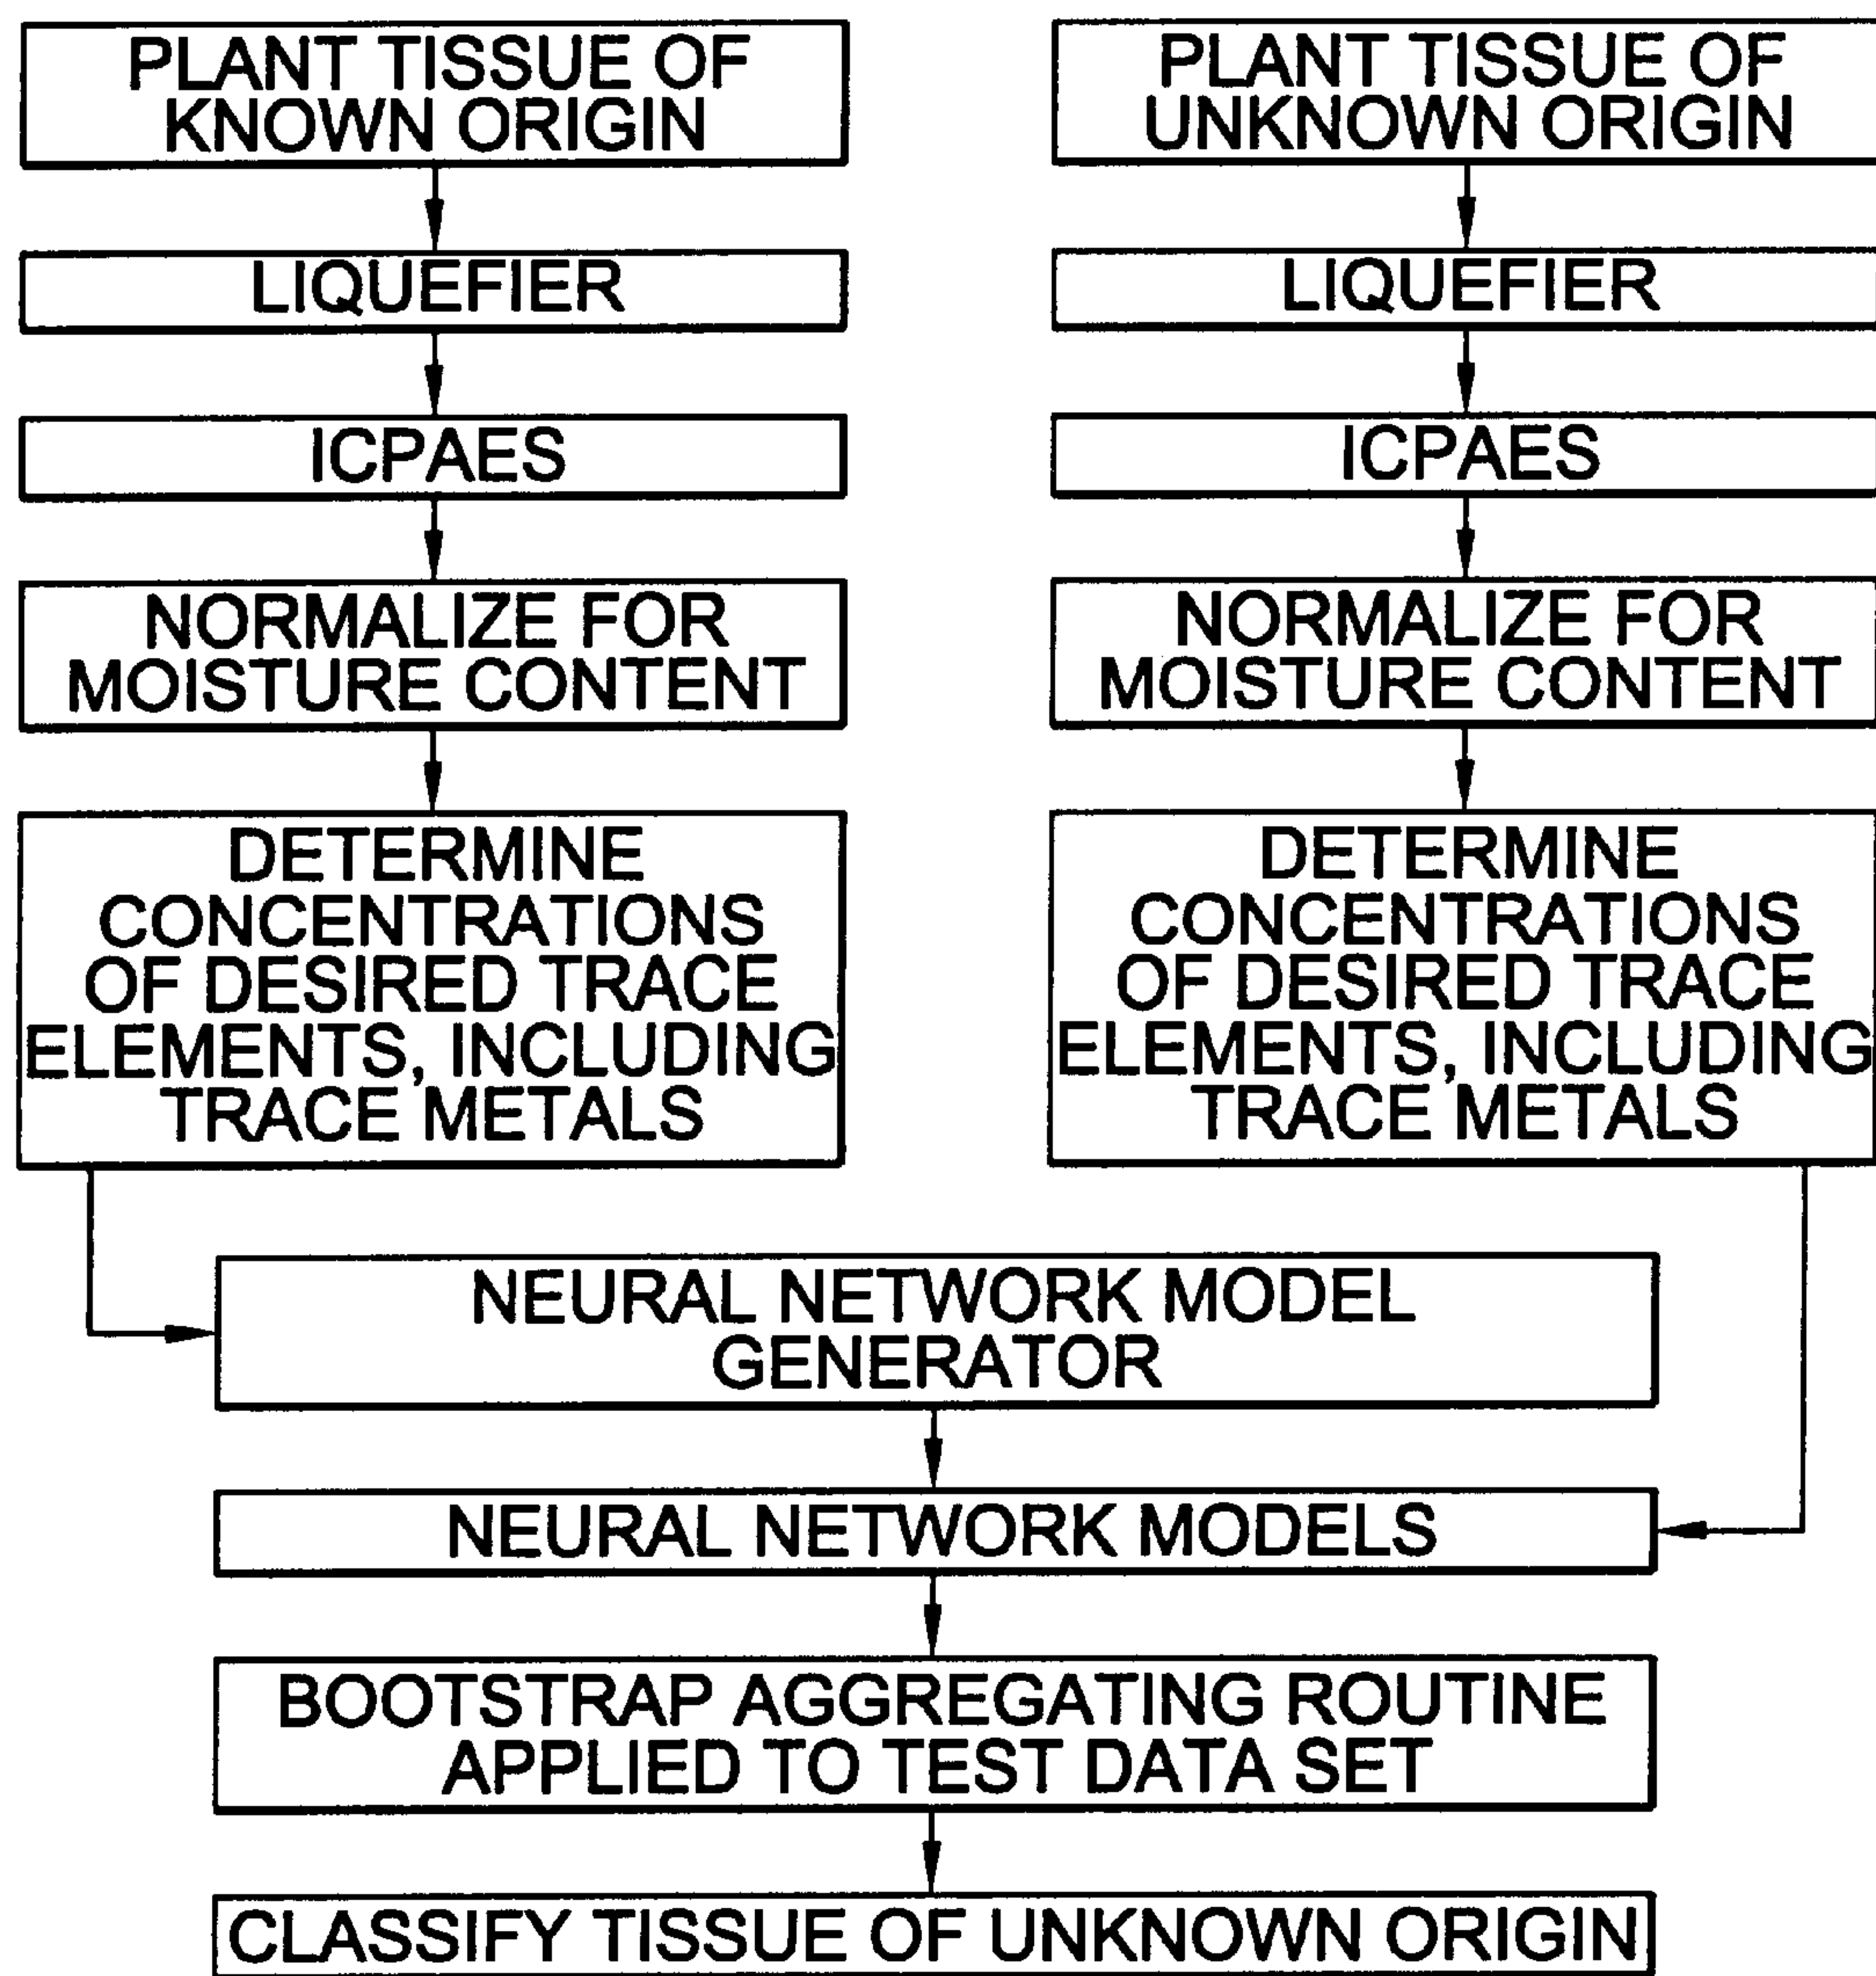 PLANT TISSUE OF
KNOWN ORIGIN
LIQUEFIER
ICPAES
NORMALIZE FOR
MOISTURE CONTENT
DETERMINE
CONCENTRATIONS
OF DESIRED TRACE
ELEMENTS, INCLUDING
TRACE METALS
PLANT TISSUE OF
UNKNOWN ORIGIN
LIQUEFIER
ICPAES
NORMALIZE FOR
MOISTURE CONTENT
DETERMINE
CONCENTRATIONS
OF DESIRED TRACE
ELEMENTS, INCLUDING
TRACE METALS
NEURAL NETWORK MODEL
GENERATOR
NEURAL NETWORK MODELS
BOOTSTRAP AGGREGATING ROUTINE
APPLIED TO TEST DATA SET
CLASSIFY TISSUE OF UNKNOWN ORIGIN